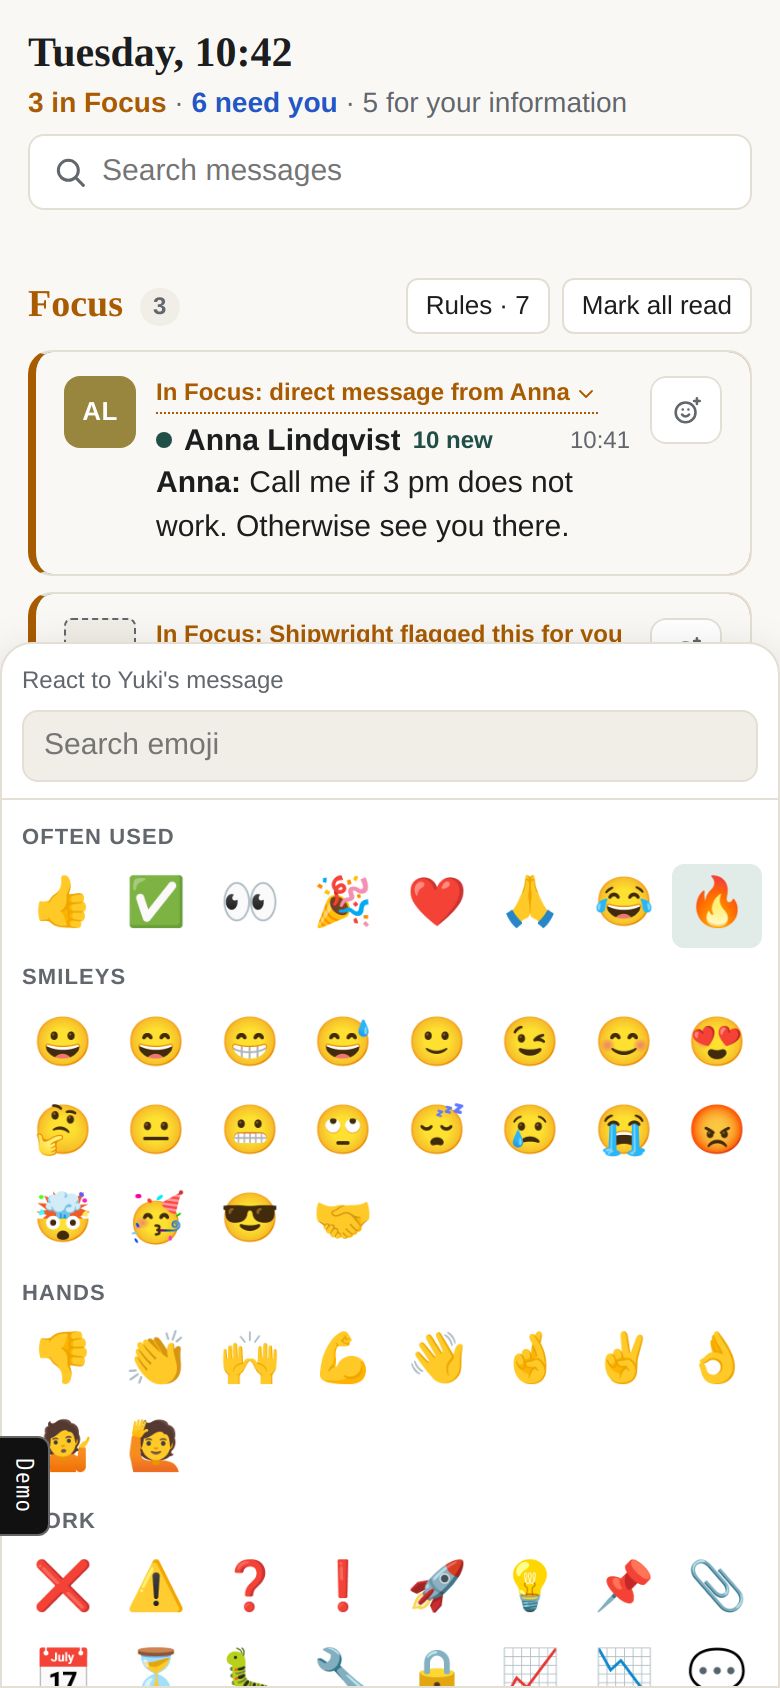 Tuesday, 10:42
3 in Focus · 6 need you · 5 for your information
Search messages
Focus 3
Rules · 7
Mark all read
AL
In Focus: direct message from Anna
Anna Lindqvist 10 new 10:41
Anna: Call me if 3 pm does not
work. Otherwise see you there.
In Focus: Shipwright flagged this for you
React to Yuki's message
Search emoji
OFTEN USED
SMILEYS
HANDS
Demo
ORK
July
17